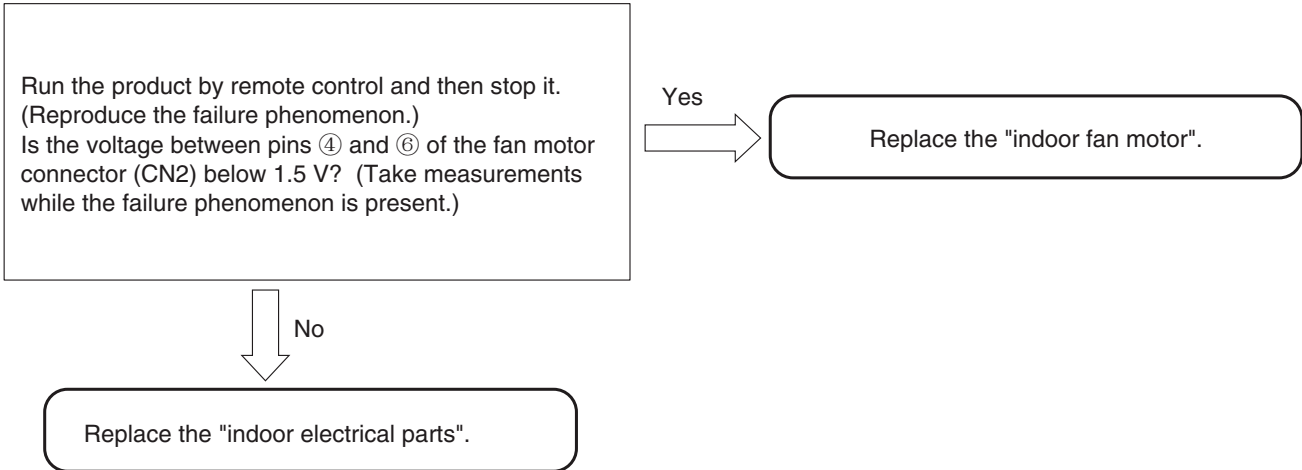 Run the product by remote control and then stop it.
(Reproduce the failure phenomenon.)
Is the voltage between pins ④ and ⑥ of the fan motor
connector (CN2) below 1.5 V?  (Take measurements
while the failure phenomenon is present.)
Yes
Replace the "indoor fan motor".
No
Replace the "indoor electrical parts".